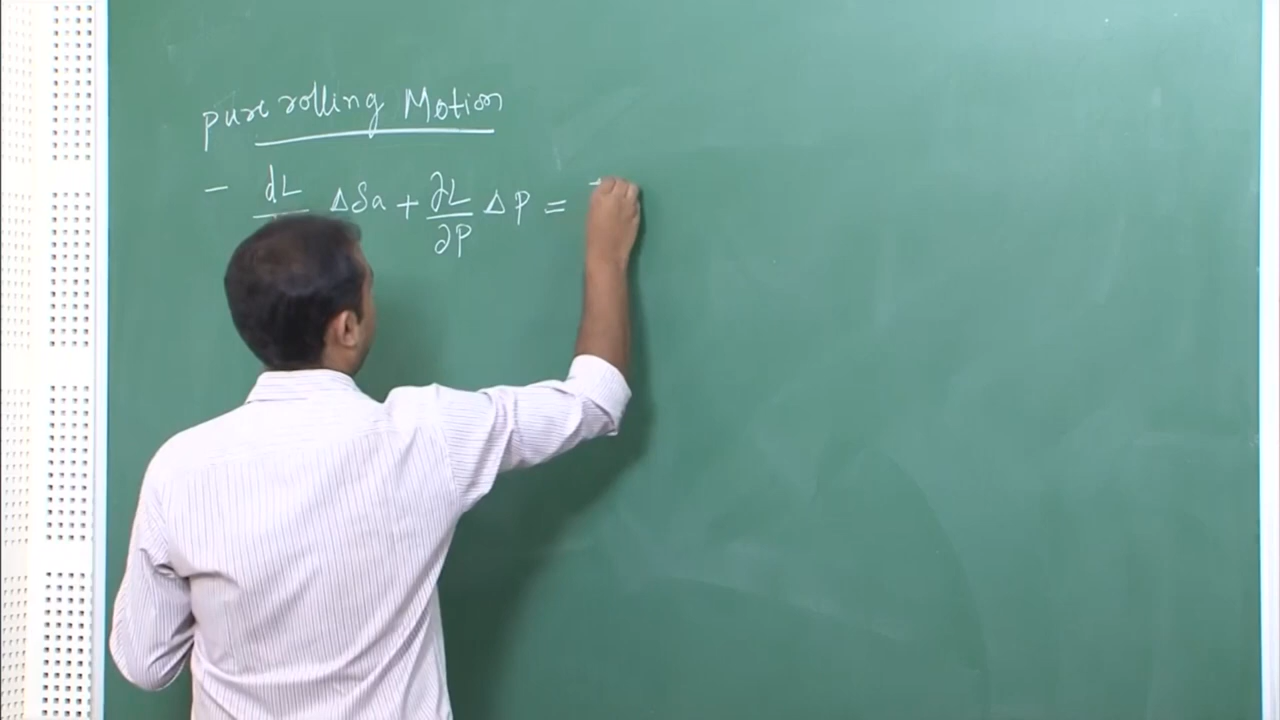 pure rolling Motion
- dL ΔSa + ∂L/∂P ΔP =